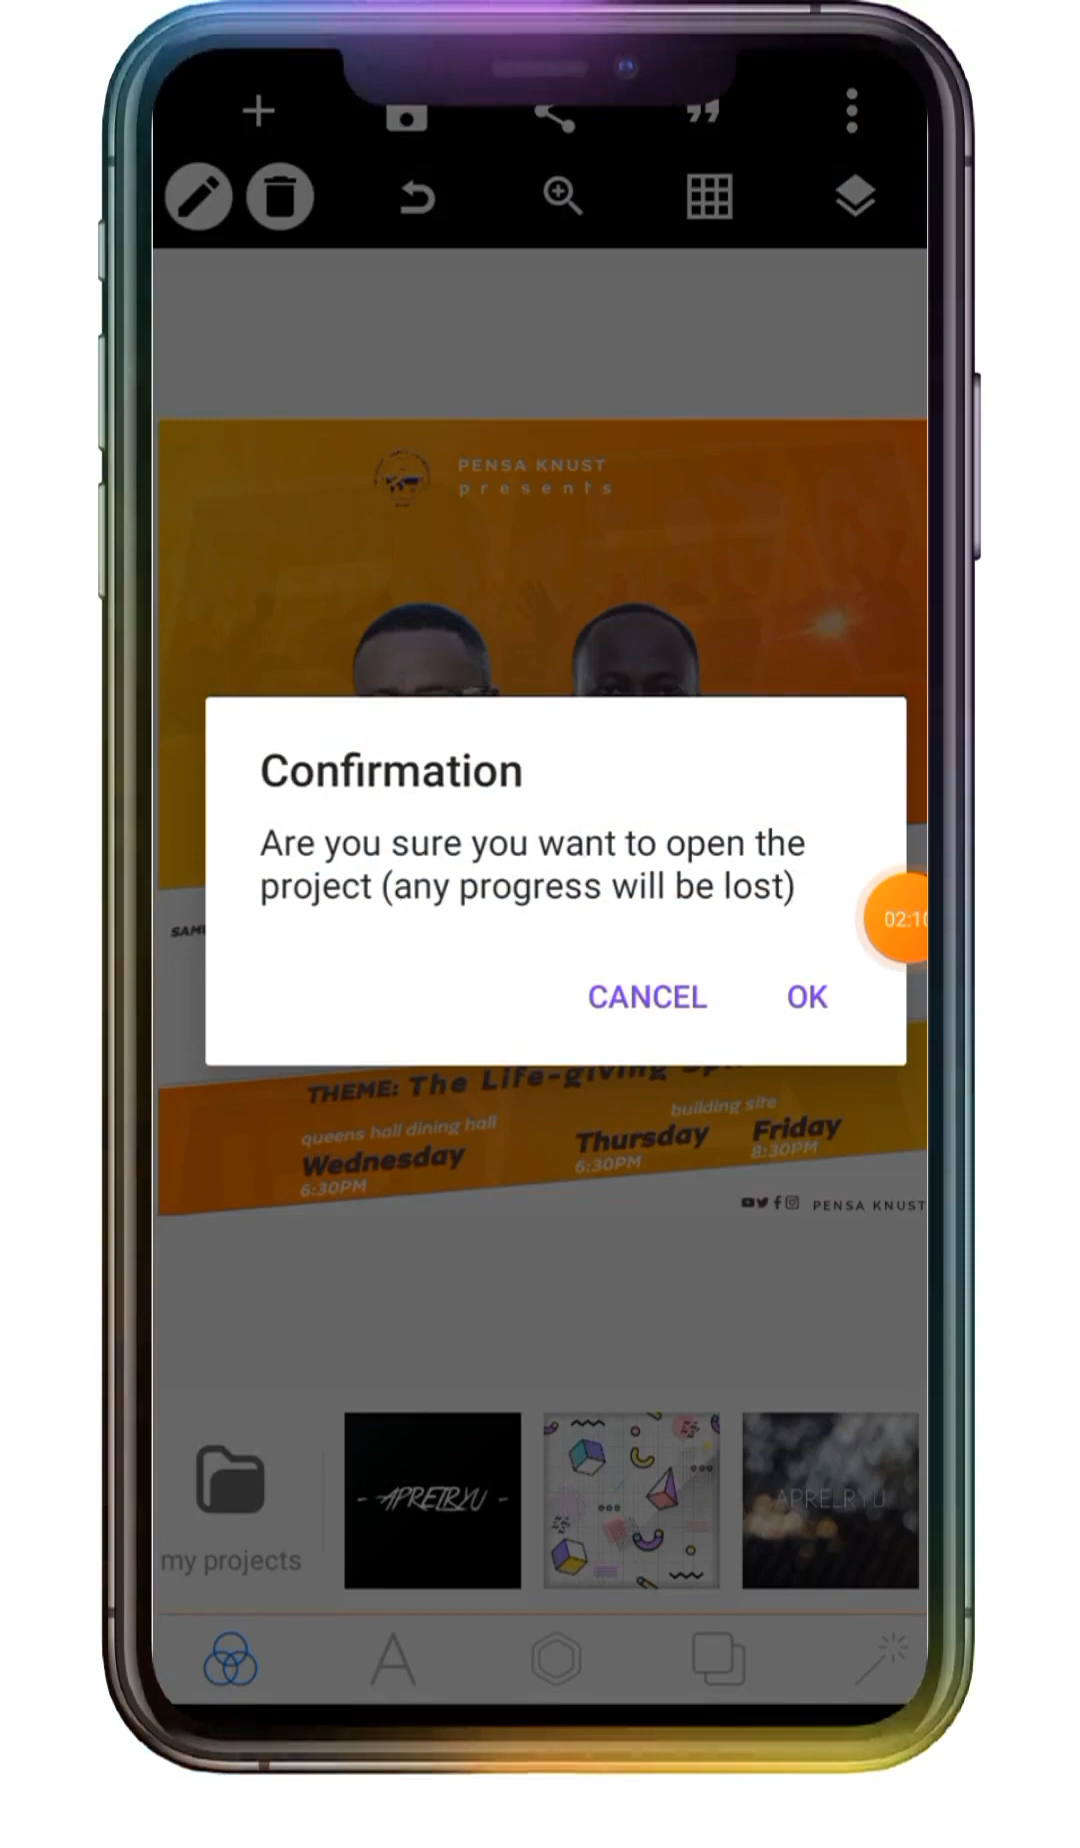 PENSA KNUST
presents
Confirmation
Are you sure you want to open the
project (any progress will be lost)
CANCEL OK
THEME: The Life-giving
queens hall dining hall
Wednesday
6:30PM
building site
Thursday
6:30PM
Friday
8:30PM
PENSA KNUST
- APRELRYU -
APRELRYU
my projects
A